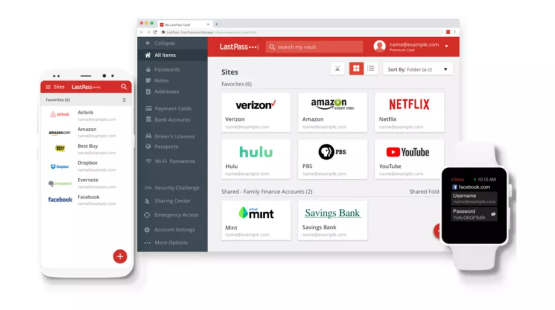 My LastPass Vault
Collapse
All Items
Passwords
Notes
Addresses
Payment Cards
Bank Accounts
Driver's License
Passports
Wi-Fi Passwords
Security Challenge
Sharing Center
Emergency Access
Account Settings
More Options
LastPass
search my vault
name@example.com
Premium User
Sites
Sort By: Folder (a-z)
Favorites (6)
verizon
amazon
NETFLIX
Verizon
Amazon
Netflix
name@example.com
name@example.com
name@example.com
hulu
PBS
YouTube
Hulu
PBS
YouTube
name@example.com
name@example.com
name@example.com
Shared - Family Finance Accounts (2)
Shared Fold
mint
Savings Bank
Mint
Savings Bank
name@example.com
name@example.com
Sites
LastPass
Favorites (6)
airbnb
Airbnb
name@example.com
amazon.com
Amazon
name@example.com
Best Buy
name@example.com
Dropbox
Dropbox
name@example.com
Evernote
name@example.com
facebook
Facebook
name@example.com
10:15 AM
facebook.com
Username
name@example.com
Password